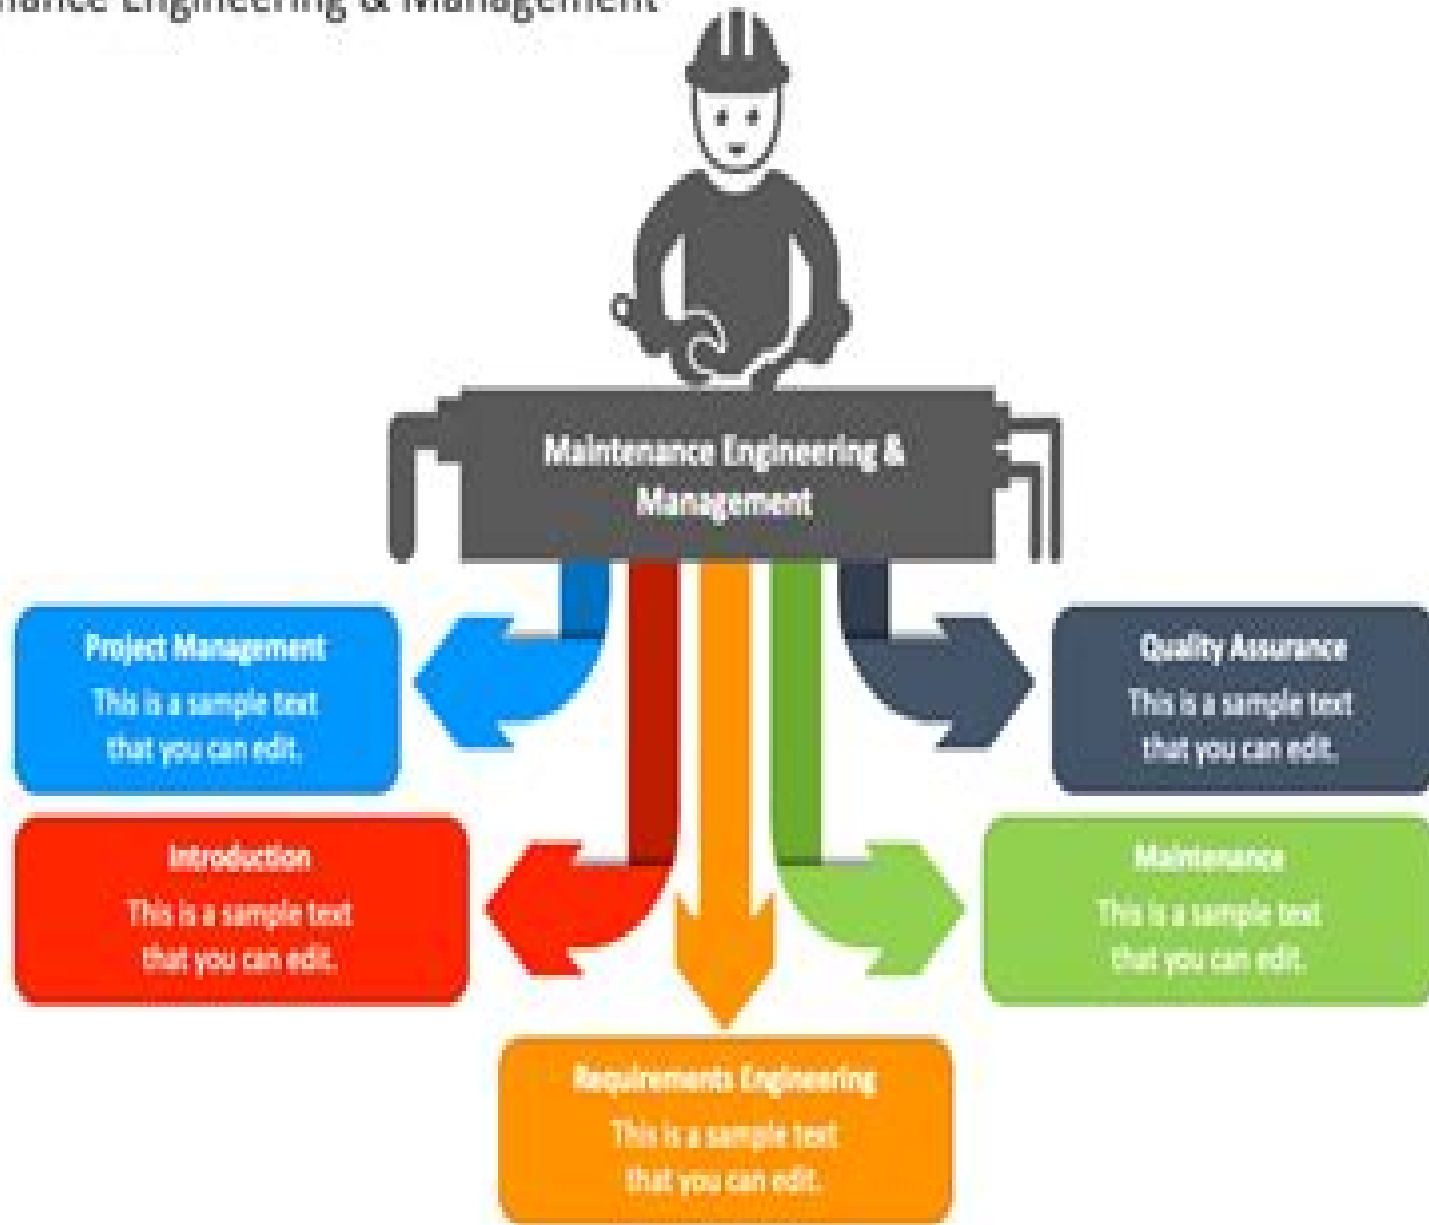 Engineering & Management
Maintenance Engineering &
Management
Project Management
This is a sample text
that you can edit.
Quality Assurance
This is a sample text
that you can edit.
Introduction
This is a sample text
that you can edit.
Maintenance
This is a sample text
that you can edit.
Requirements Engineering
This is a sample text
that you can edit.